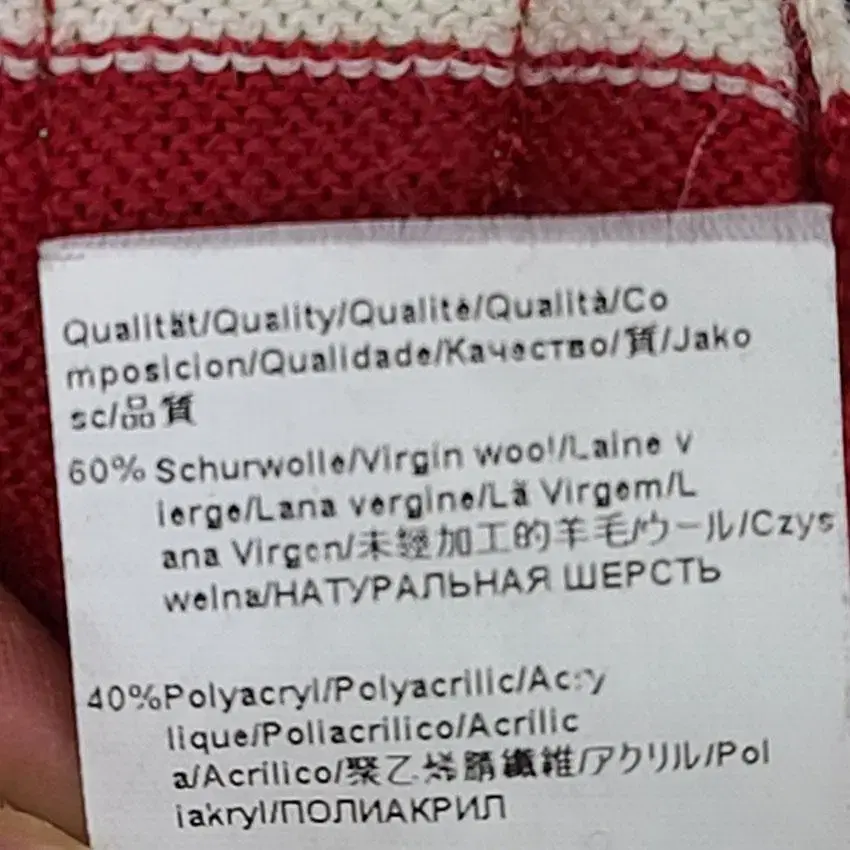 Qualität/Quality/Qualité/Qualità/Co
mposicion/Qualidade/Качество/質/Jako
sc/品質
60% Schurwolle/Virgin wool/Laine v
ierge/Lana vergine/Lã Virgem/L
ana Virgen/未經加工的羊毛/ウール/Czys
welna/НАТУРАЛЬНАЯ ШЕРСТЬ
40%Polyacryl/Polyacrilic/Acry
lique/Poliacrilico/Acrilic
a/Acrilico/聚乙烯腈纖維/アクリル/Pol
iakryl/ПОЛИАКРИЛ